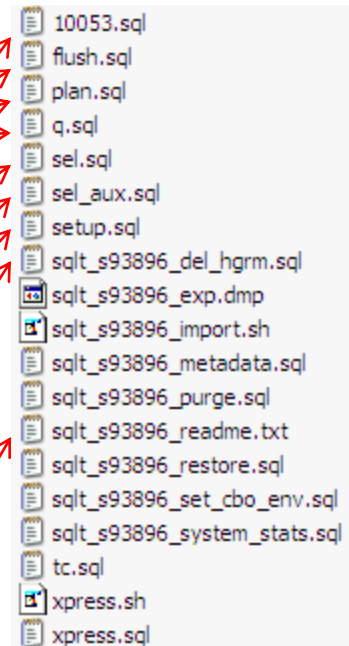 10053.sql
flush.sql
plan.sql
q.sql
sel.sql
sel_aux.sql
setup.sql
sqlt_s93896_del_hgrm.sql
sqlt_s93896_exp.dmp
sqlt_s93896_import.sh
sqlt_s93896_metadata.sql
sqlt_s93896_purge.sql
sqlt_s93896_readme.txt
sqlt_s93896_restore.sql
sqlt_s93896_set_cbo_env.sql
sqlt_s93896_system_stats.sql
tc.sql
xpress.sh
xpress.sql